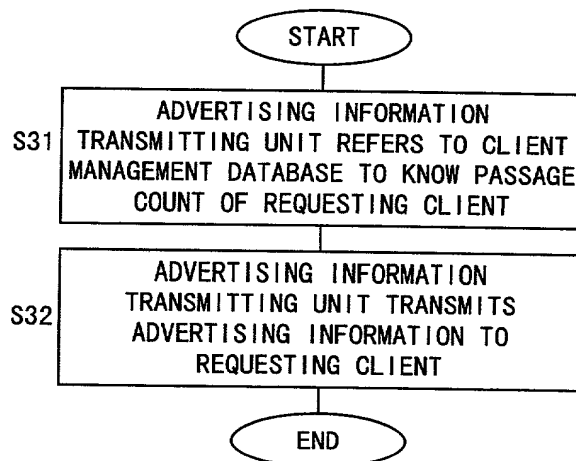 START
S31
ADVERTISING INFORMATION
TRANSMITTING UNIT REFERS TO CLIENT
MANAGEMENT DATABASE TO KNOW PASSAGE
COUNT OF REQUESTING CLIENT
S32
ADVERTISING INFORMATION
TRANSMITTING UNIT TRANSMITS
ADVERTISING INFORMATION TO
REQUESTING CLIENT
END